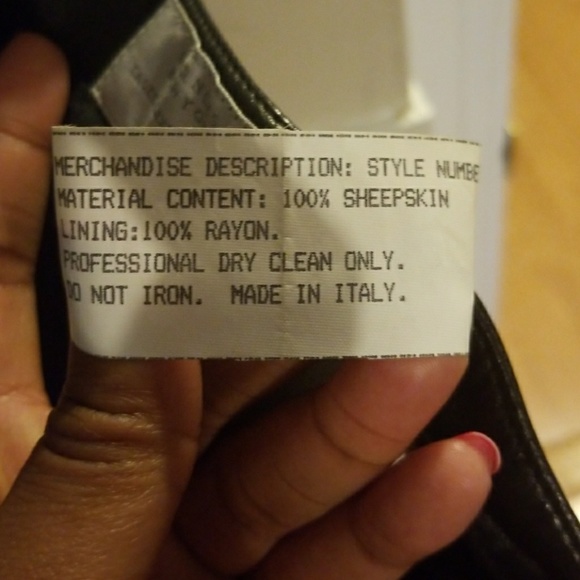 MERCHANDISE DESCRIPTION: STYLE
MATERIAL CONTENT: 100% SHEEPSKIN
LINING:100% RAYON.
PROFESSIONAL DRY CLEAN ONLY.
DO NOT IRON. MADE IN ITALY.